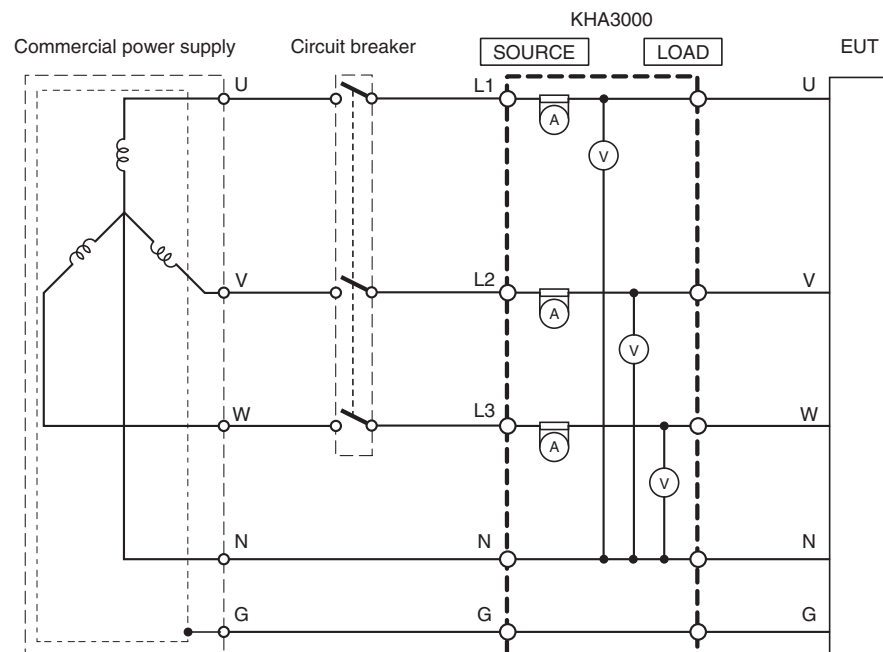 KHA3000
Commercial power supply
Circuit breaker
SOURCE
LOAD
EUT
U
L1
U
A
V
V
L2
V
A
V
W
L3
W
A
V
N
N
N
G
G
G